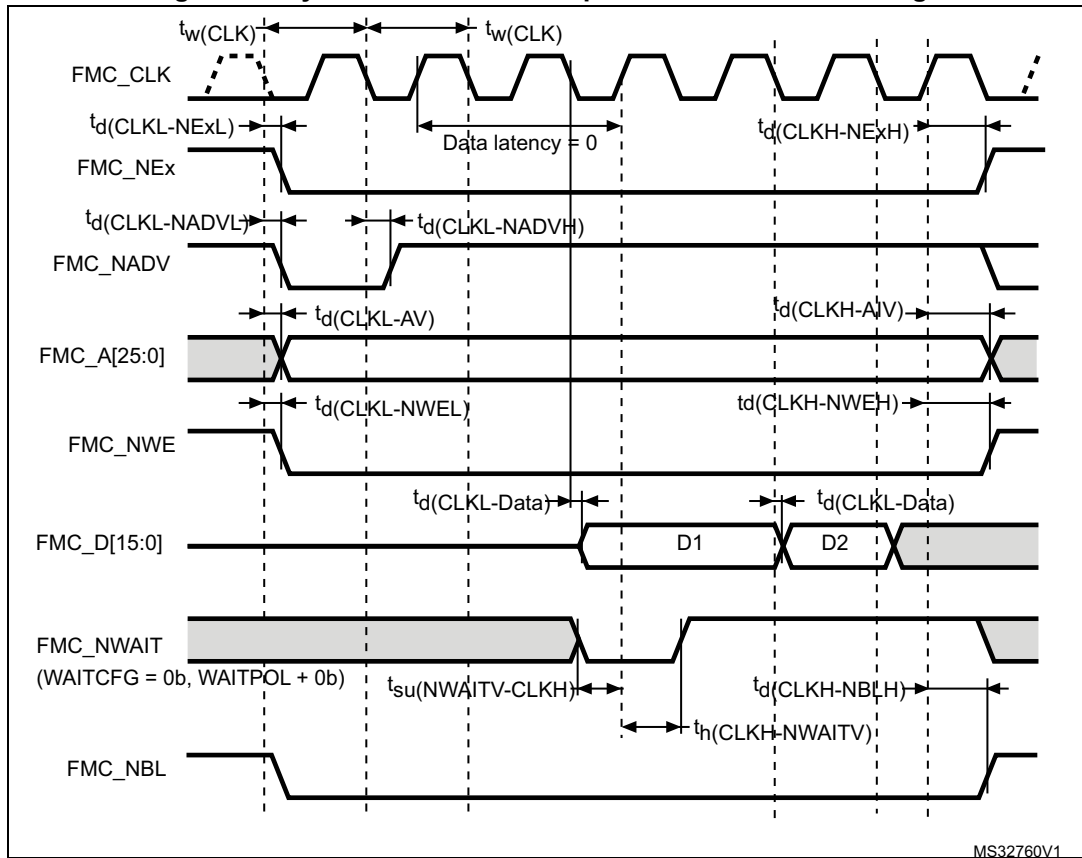 tw(CLK)
tw(CLK)
FMC_CLK
td(CLKL-NExL)
Data latency = 0
td(CLKH-NExH)
FMC_NEx
td(CLKL-NADVL)
td(CLKL-NADVH)
FMC_NADV
td(CLKL-AV)
td(CLKH-AIV)
FMC_A[25:0]
td(CLKL-NWEL)
td(CLKH-NWEH)
FMC_NWE
td(CLKL-Data)
td(CLKL-Data)
FMC_D[15:0]
D1
D2
FMC_NWAIT
(WAITCFG = 0b, WAITPOL + 0b)
tsu(NWAITV-CLKH)
td(CLKH-NBLH)
th(CLKH-NWAITV)
FMC_NBL
MS32760V1